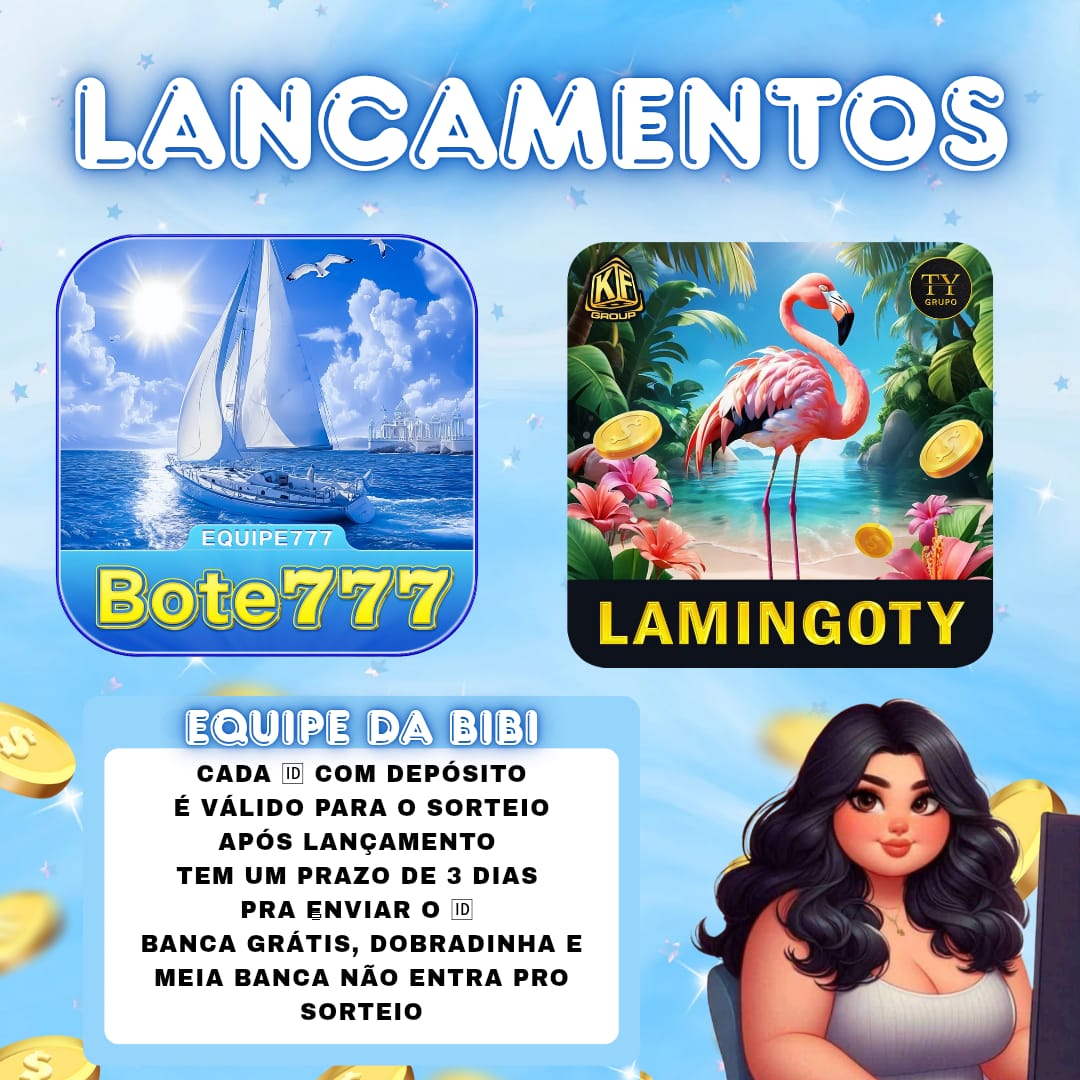 LANCAMENTOS
EQUIPE777
Bote777
KF
GROUP
TY
GRUPO
LAMINGOTY
EQUIPE DA BIBI
CADA 🆔 COM DEPÓSITO
É VÁLIDO PARA O SORTEIO
APÓS LANÇAMENTO
TEM UM PRAZO DE 3 DIAS
PRA ENVIAR O 🆔
BANCA GRÁTIS, DOBRADINHA E
MEIA BANCA NÃO ENTRA PRO
SORTEIO